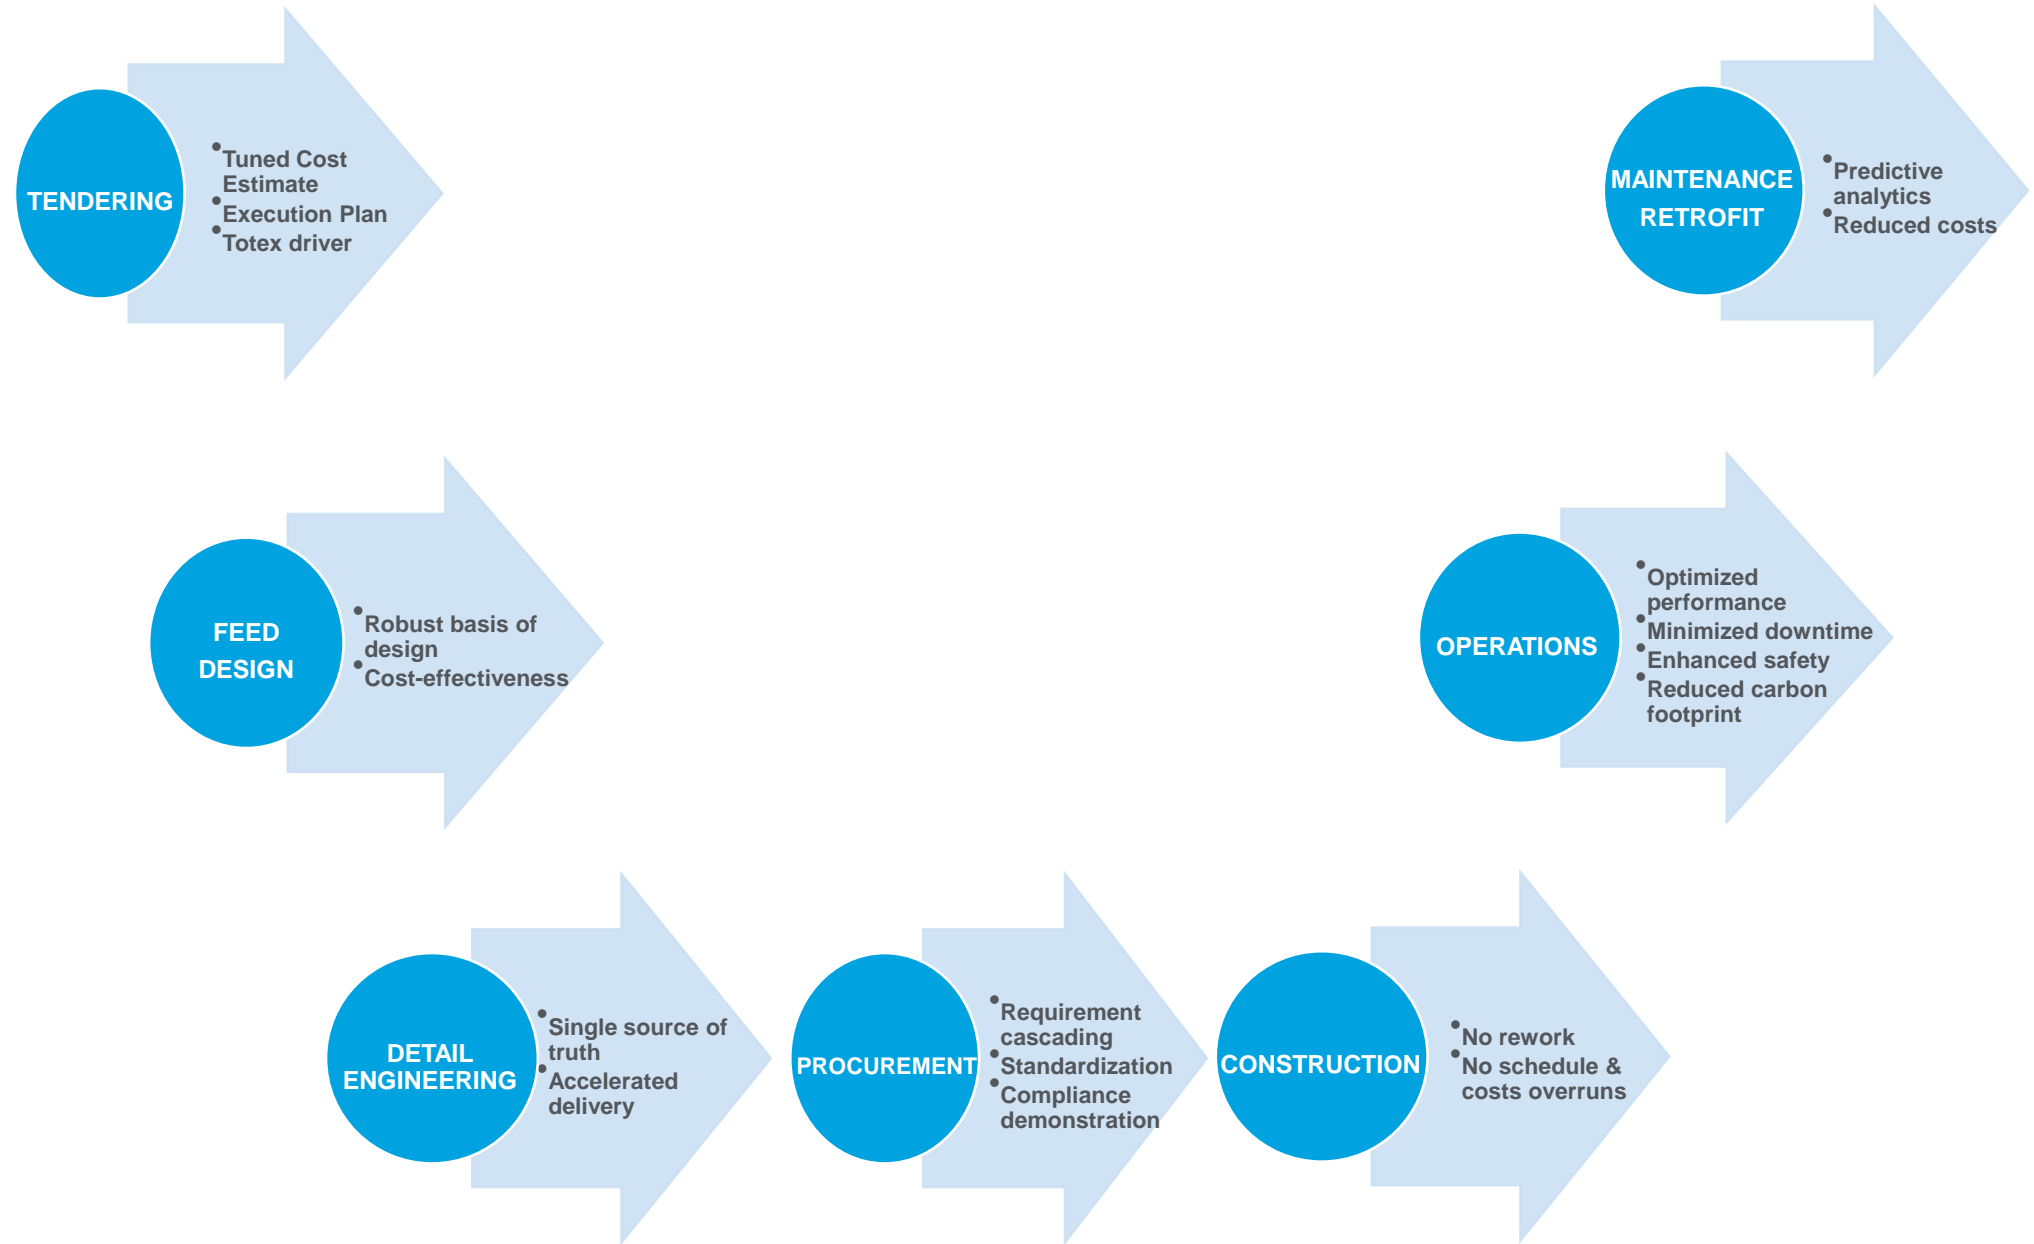 TENDERING
•Tuned Cost
Estimate
•Execution Plan
•Totex driver
MAINTENANCE
RETROFIT
•Predictive
analytics
•Reduced costs
FEED
DESIGN
•Robust basis of
design
•Cost-effectiveness
OPERATIONS
•Optimized
performance
•Minimized downtime
•Enhanced safety
•Reduced carbon
footprint
DETAIL
ENGINEERING
•Single source of
truth
•Accelerated
delivery
PROCUREMENT
•Requirement
cascading
•Standardization
•Compliance
demonstration
CONSTRUCTION
•No rework
•No schedule &
costs overruns